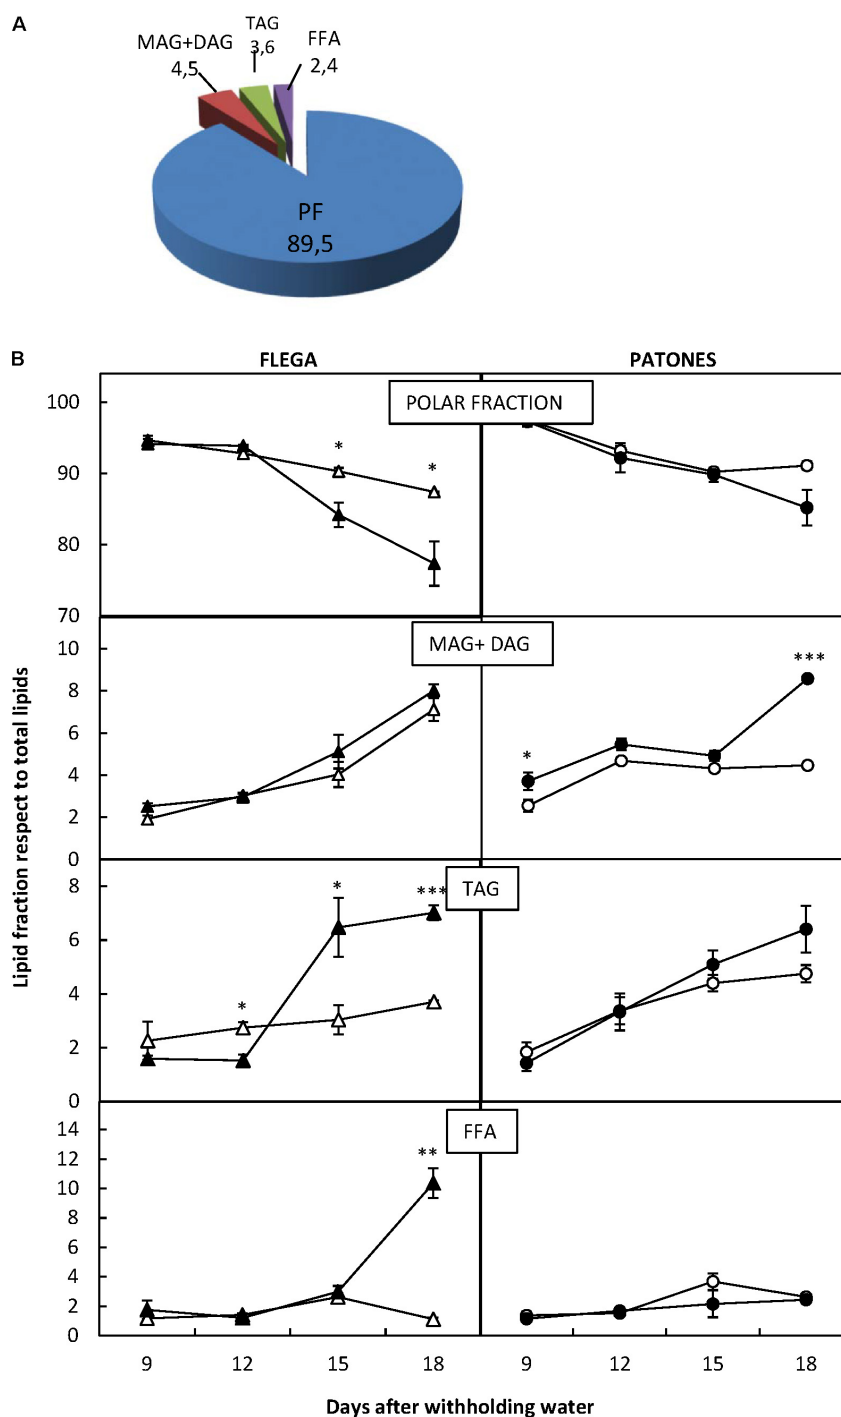 A
MAG+DAG
4,5
TAG
3,6
FFA
2,4
PF
89,5
B
FLEGA
PATONES
Lipid fraction respect to total lipids
POLAR FRACTION
100
90
80
70
*
*
MAG+ DAG
10
8
6
4
2
0
*
***
TAG
8
6
4
2
0
*
*
***
FFA
14
12
10
8
6
4
2
0
**
9 12 15 18 9 12 15 18
Days after withholding water